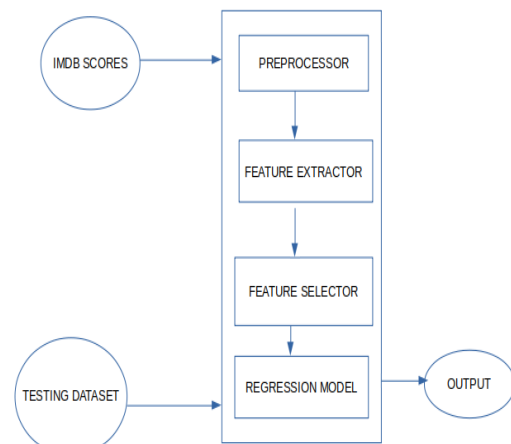 IMDB SCORES
PREPROCESSOR
FEATURE EXTRACTOR
FEATURE SELECTOR
REGRESSION MODEL
TESTING DATASET
OUTPUT